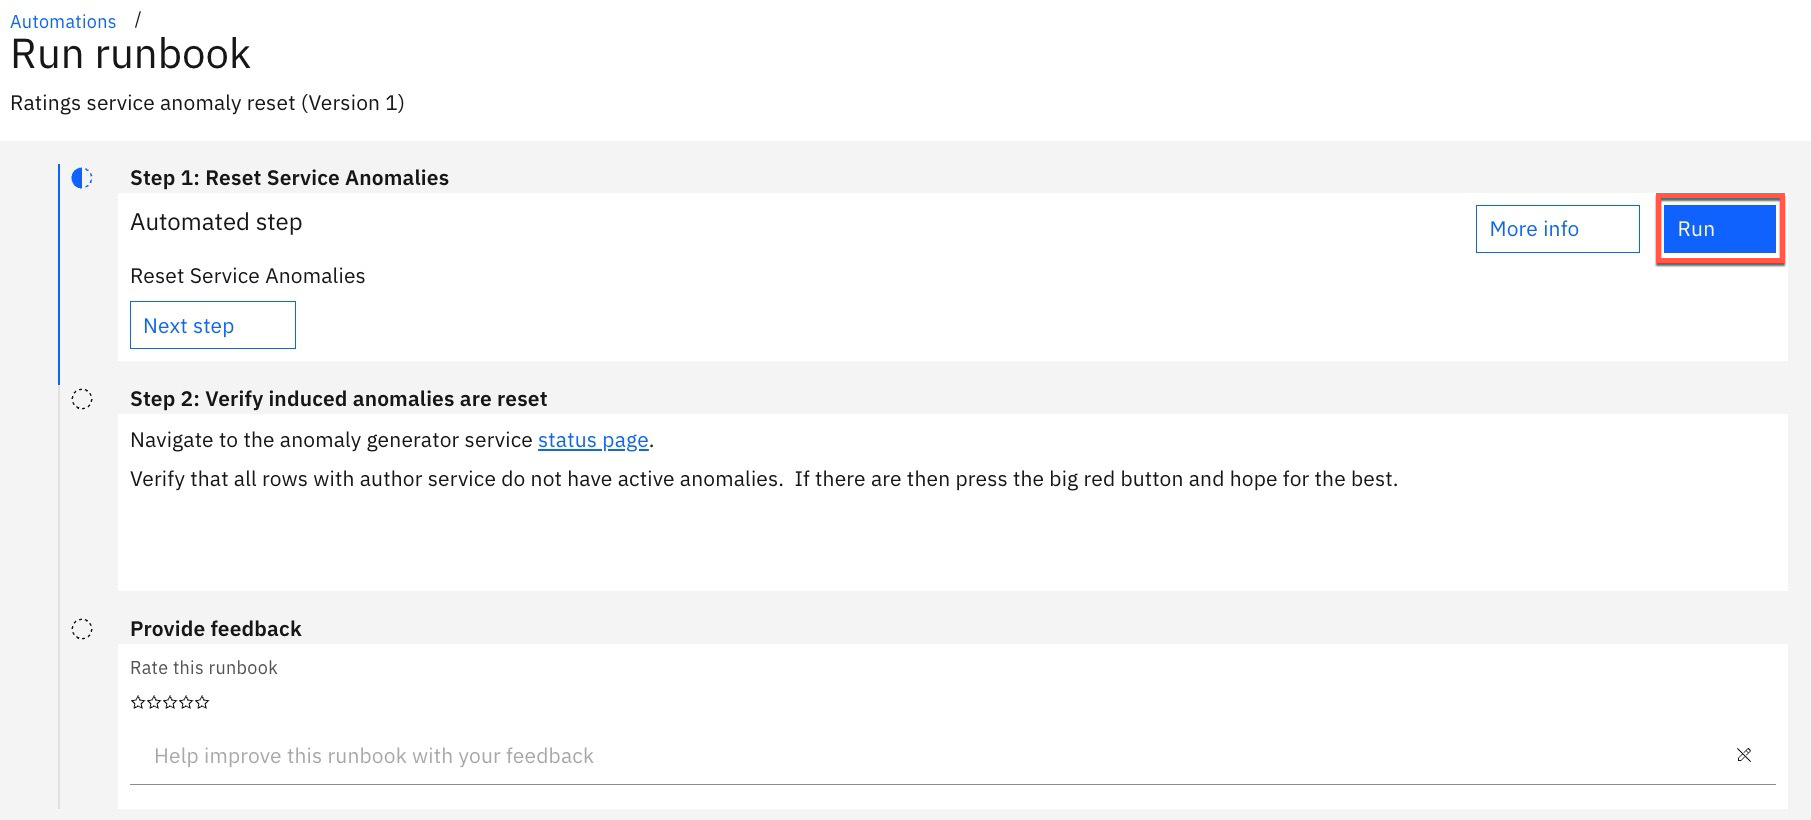 Automations /
Run runbook
Ratings service anomaly reset (Version 1)
Step 1: Reset Service Anomalies
Automated step
More info
Run
Reset Service Anomalies
Next step
Step 2: Verify induced anomalies are reset
Navigate to the anomaly generator service status page.
Verify that all rows with author service do not have active anomalies.  If there are then press the big red button and hope for the best.
Provide feedback
Rate this runbook
Help improve this runbook with your feedback